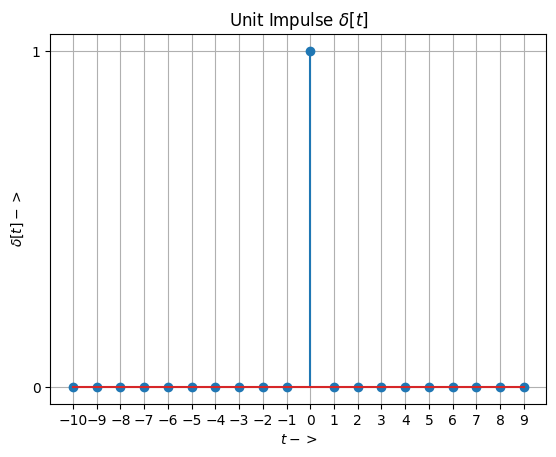 Unit Impulse δ[t]
δ[t]− >
1
0
−10 −9 −8 −7 −6 −5 −4 −3 −2 −1 0 1 2 3 4 5 6 7 8 9
t− >